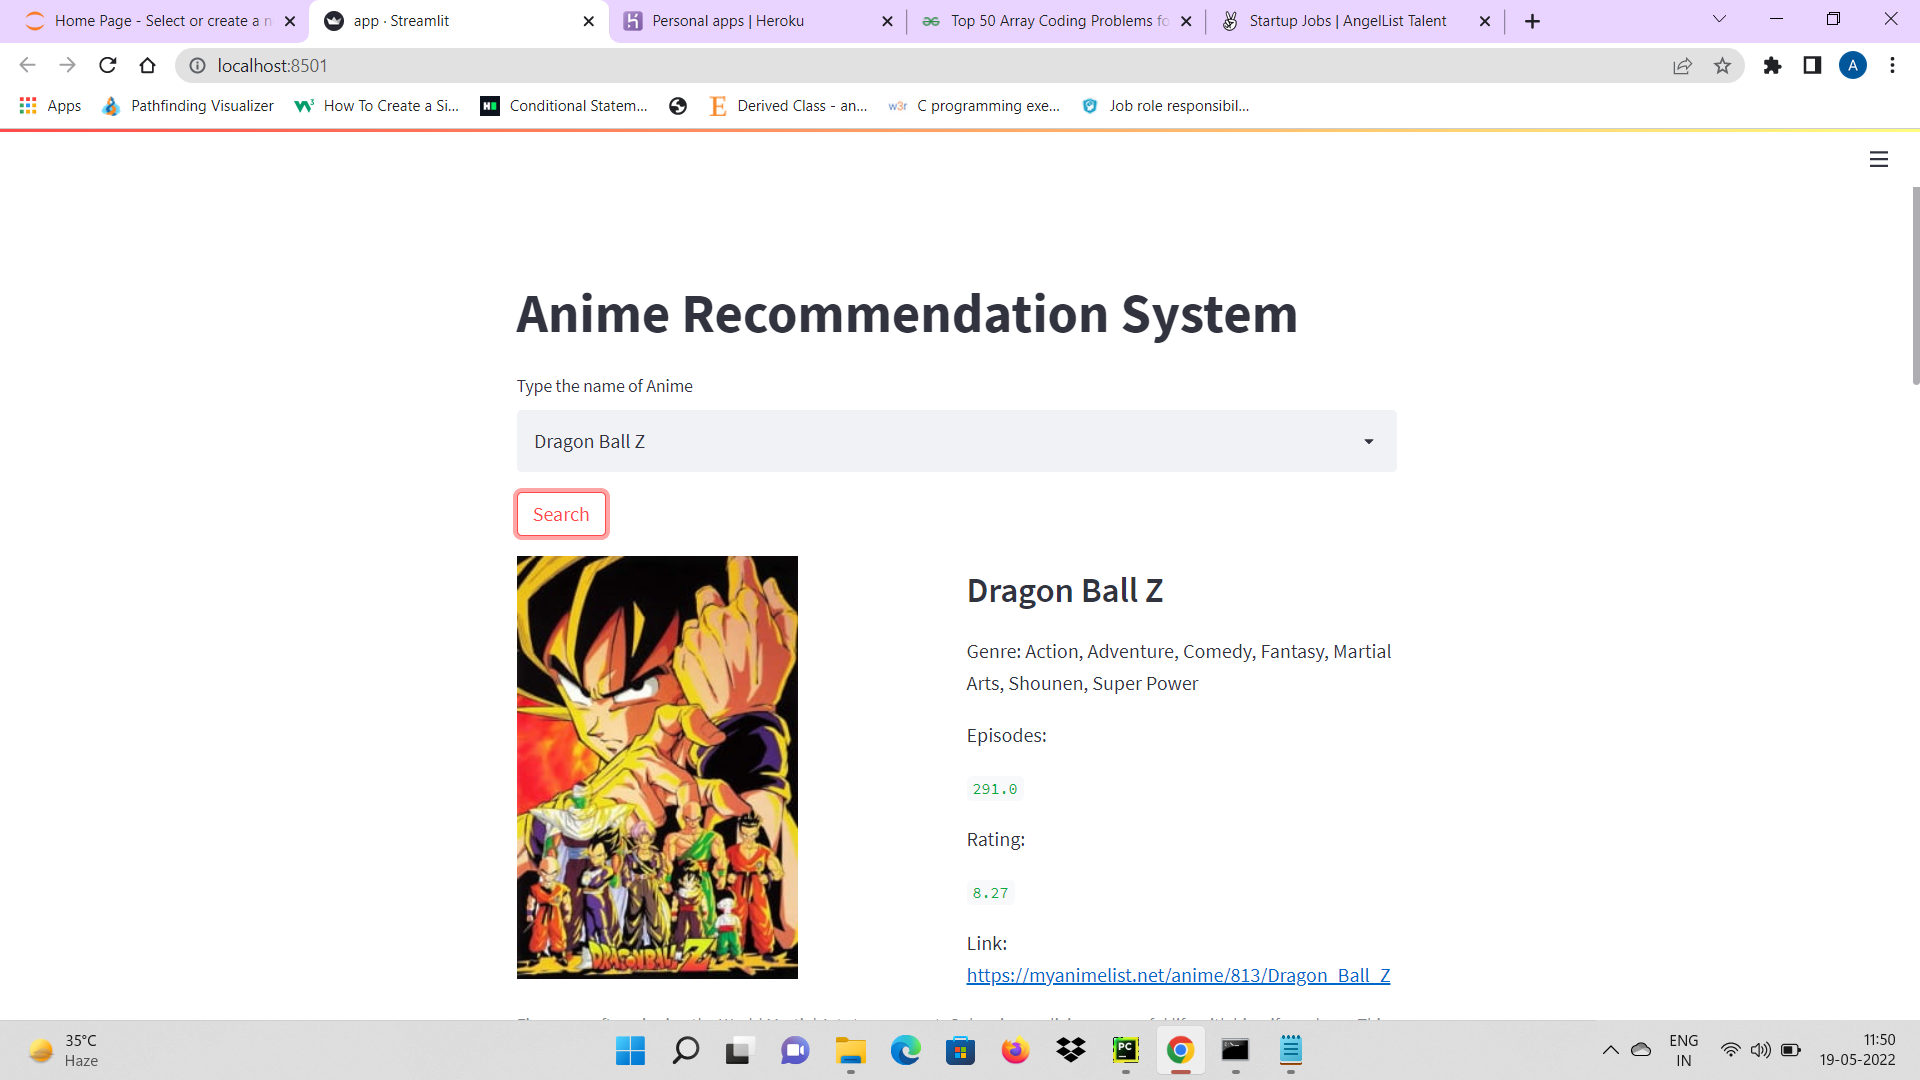 Home Page - Select or create a n
app · Streamlit
Personal apps | Heroku
Top 50 Array Coding Problems fo
Startup Jobs | AngelList Talent
localhost:8501
A
Apps
Pathfinding Visualizer
How To Create a Si...
Conditional Statem...
Derived Class - an...
w3r
C programming exe...
Job role responsibil...
Anime Recommendation System
Type the name of Anime
Dragon Ball Z
Search
DRAGONBALL Z
Dragon Ball Z
Genre: Action, Adventure, Comedy, Fantasy, Martial
Arts, Shounen, Super Power
Episodes:
291.0
Rating:
8.27
Link:
https://myanimelist.net/anime/813/Dragon_Ball_Z
35°C
Haze
PC
ENG
IN
11:50
19-05-2022